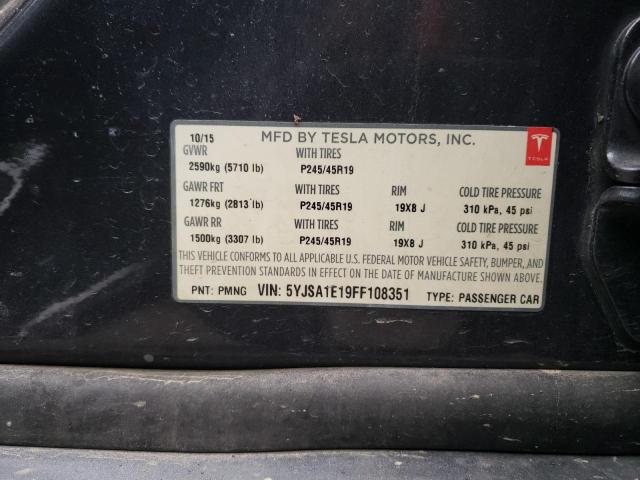 10/15 MFD BY TESLA MOTORS, INC.
TESLA
GVWR WITH TIRES
2590kg (5710 lb) P245/45R19
GAWR FRT WITH TIRES RIM COLD TIRE PRESSURE
1276kg (2813 lb) P245/45R19 19X8 J 310 kPa, 45 psi
GAWR RR WITH TIRES RIM COLD TIRE PRESSURE
1500kg (3307 lb) P245/45R19 19X8 J 310 kPa, 45 psi
THIS VEHICLE CONFORMS TO ALL APPLICABLE U.S. FEDERAL MOTOR VEHICLE SAFETY, BUMPER, AND
THEFT PREVENTION STANDARDS IN EFFECT ON THE DATE OF MANUFACTURE SHOWN ABOVE.
PNT: PMNG VIN: 5YJSA1E19FF108351 TYPE: PASSENGER CAR